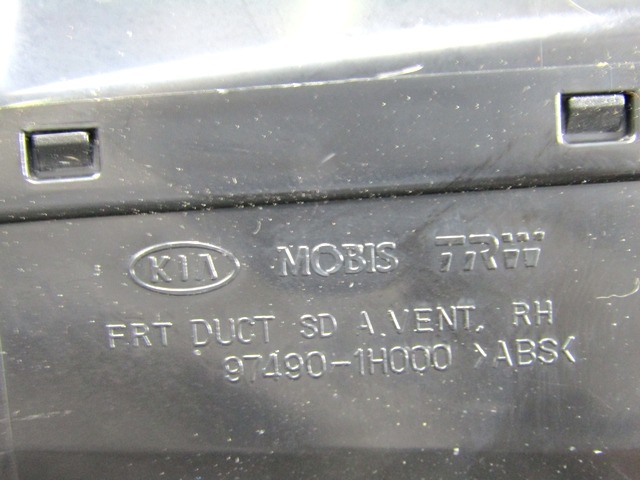 KIA MOBIS TRW
FRT DUCT SD A.VENT. RH
97490-1H000 >ABS<